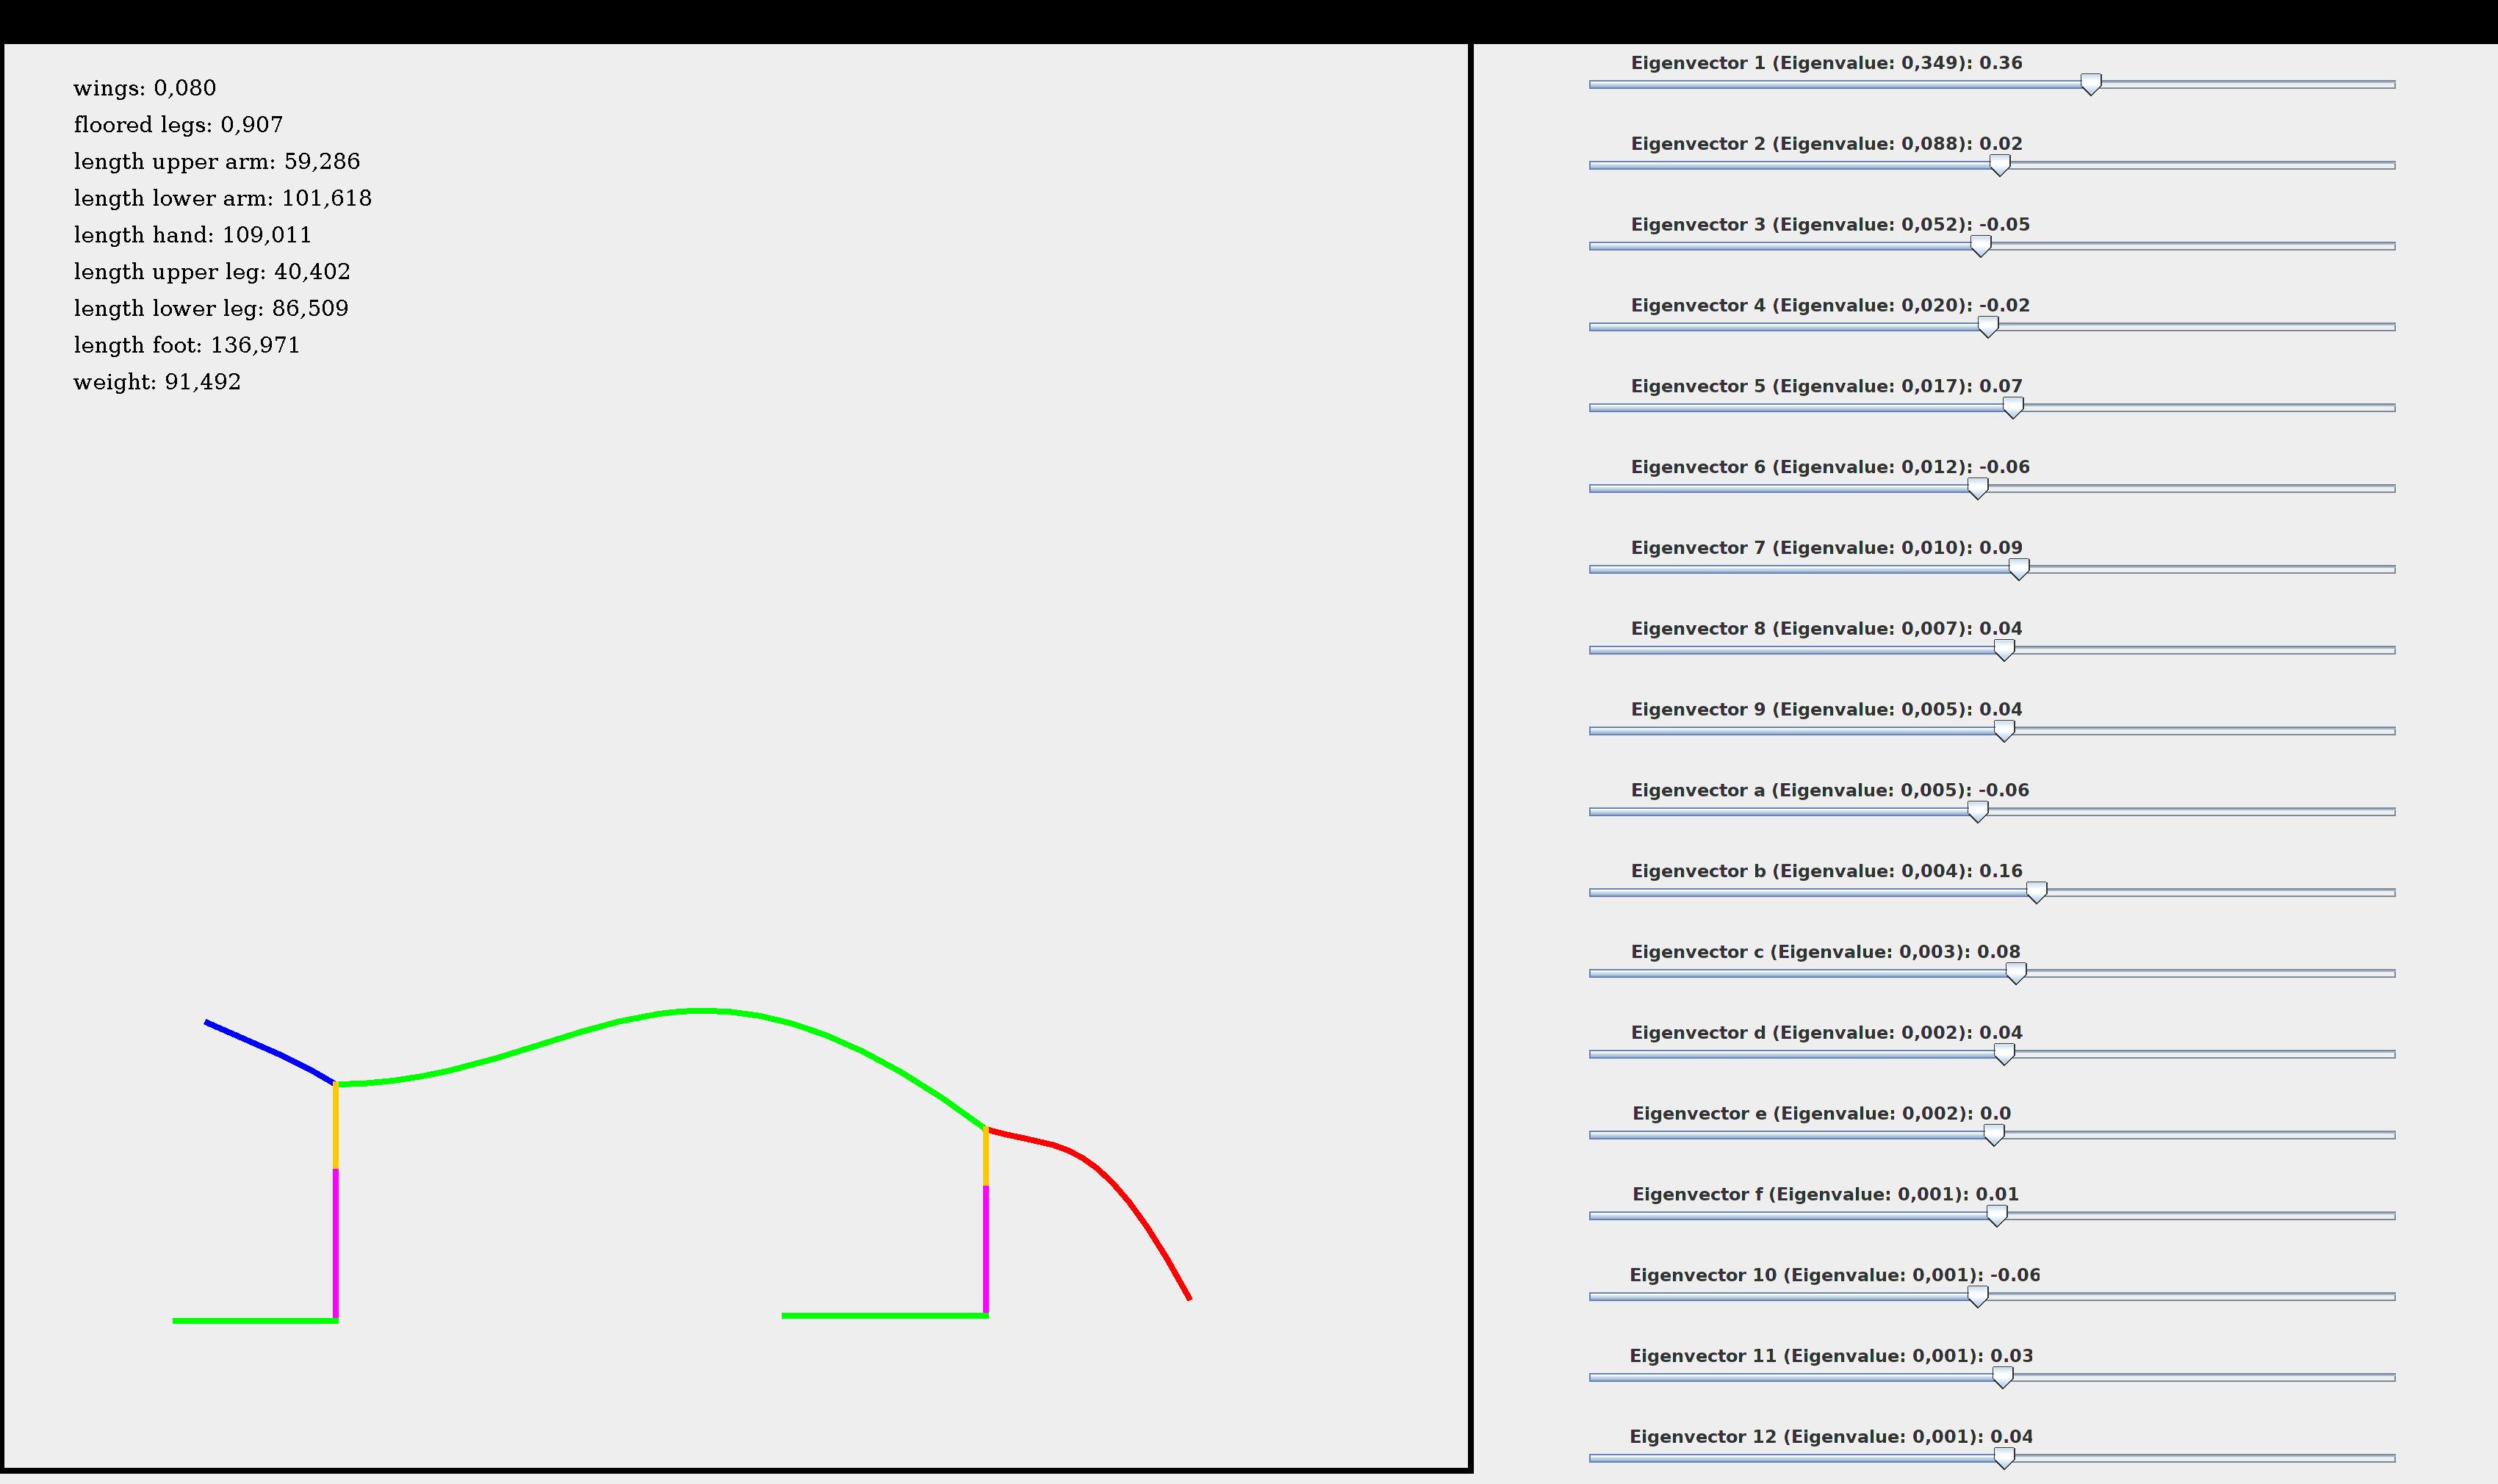 wings: 0,080
floored legs: 0,907
length upper arm: 59,286
length lower arm: 101,618
length hand: 109,011
length upper leg: 40,402
length lower leg: 86,509
length foot: 136,971
weight: 91,492
Eigenvector 1 (Eigenvalue: 0,349): 0.36
Eigenvector 2 (Eigenvalue: 0,088): 0.02
Eigenvector 3 (Eigenvalue: 0,052): -0.05
Eigenvector 4 (Eigenvalue: 0,020): -0.02
Eigenvector 5 (Eigenvalue: 0,017): 0.07
Eigenvector 6 (Eigenvalue: 0,012): -0.06
Eigenvector 7 (Eigenvalue: 0,010): 0.09
Eigenvector 8 (Eigenvalue: 0,007): 0.04
Eigenvector 9 (Eigenvalue: 0,005): 0.04
Eigenvector a (Eigenvalue: 0,005): -0.06
Eigenvector b (Eigenvalue: 0,004): 0.16
Eigenvector c (Eigenvalue: 0,003): 0.08
Eigenvector d (Eigenvalue: 0,002): 0.04
Eigenvector e (Eigenvalue: 0,002): 0.0
Eigenvector f (Eigenvalue: 0,001): 0.01
Eigenvector 10 (Eigenvalue: 0,001): -0.06
Eigenvector 11 (Eigenvalue: 0,001): 0.03
Eigenvector 12 (Eigenvalue: 0,001): 0.04